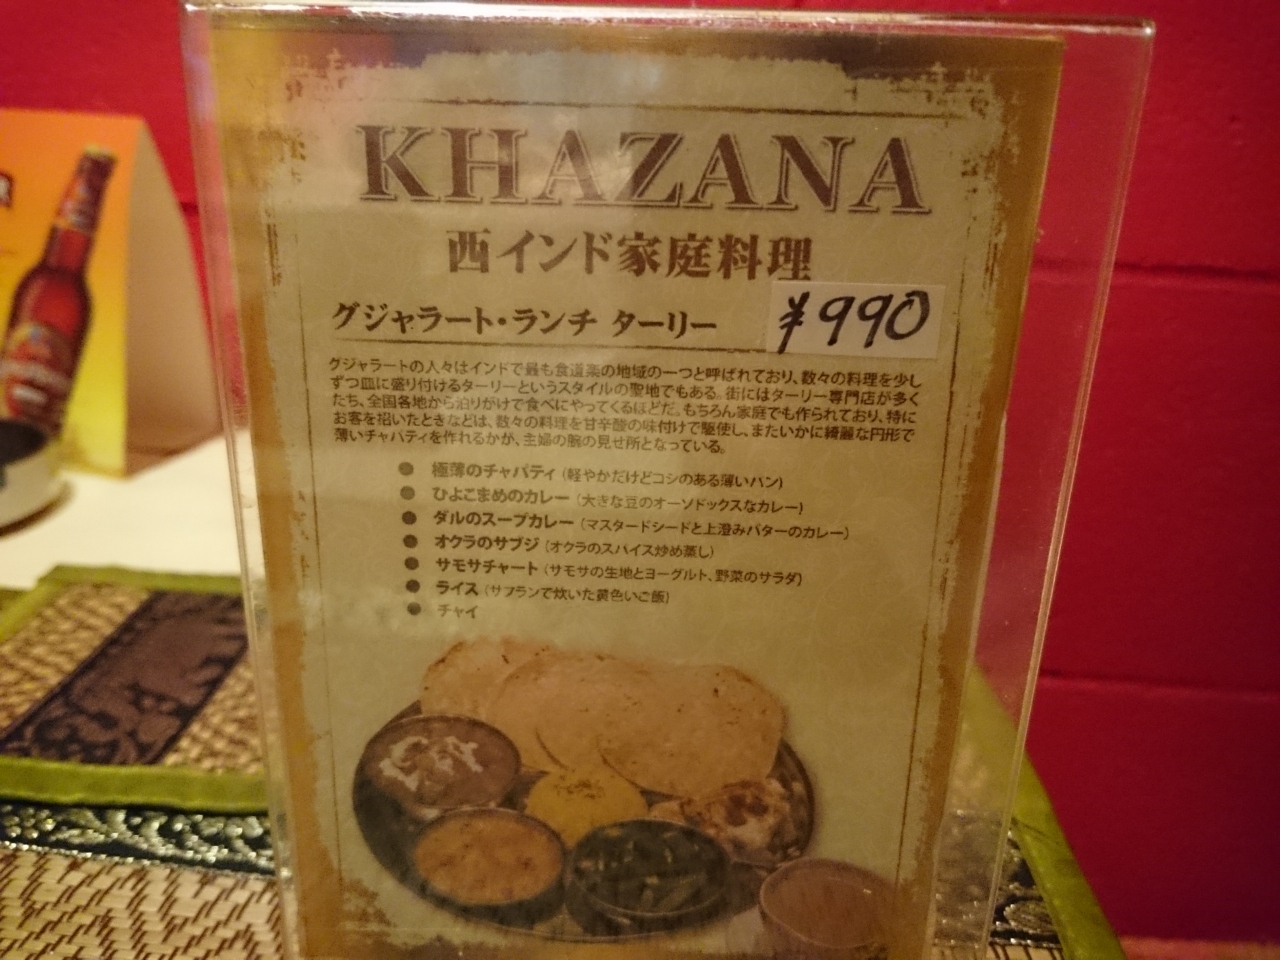 KHAZANA
西インド家庭料理
グジャラート・ランチ ターリー ¥990
グジャラートの人々はインドで最も食道楽の地域の一つと呼ばれており、数々の料理を少し
ずつ皿に盛り付けるターリーというスタイルの聖地でもある。街にはターリー専門店が多く
たち、全国各地から泊りがけで食べにやってくるほどだ。もちろん家庭でも作られており、特に
お客を招いたときなどは、数々の料理を甘辛酸の味付けで駆使し、またいかに綺麗な円形で
薄いチャパティを作れるかが、主婦の腕の見せ所となっている。
● 極薄のチャパティ (軽やかだけどコシのある薄いパン)
● ひよこまめのカレー (大きな豆のオーソドックスなカレー)
● ダルのスープカレー (マスタードシードと上澄みバターのカレー)
● オクラのサブジ (オクラのスパイス炒め蒸し)
● サモサチャート (サモサの生地とヨーグルト、野菜のサラダ)
● ライス (サフランで炊いた黄色いご飯)
● チャイ